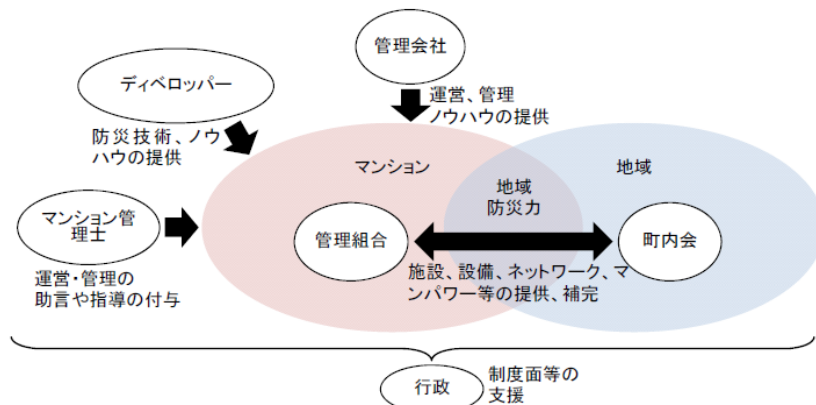 管理会社
ディベロッパー
運営、管理
ノウハウの提供
防災技術、ノウ
ハウの提供
マンション
地域
地域
防災力
マンション管
理士
管理組合
町内会
施設、設備、ネットワーク、マ
ンパワー等の提供、補完
運営・管理の
助言や指導の付与
行政
制度面等の
支援